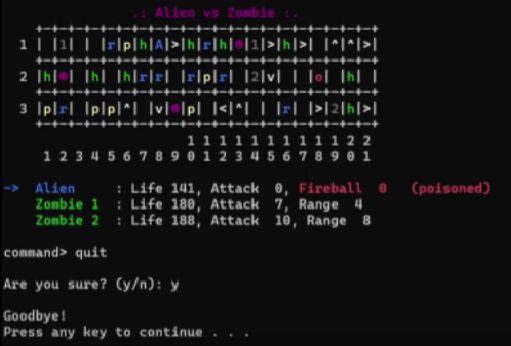 .: Alien vs Zombie :.
+-+-+-+-+-+-+-+-+-+-+-+-+-+-+-+-+-+-+-+-+-+
1 | |1| | |r|p|h|A|>|h|r|h|●|1|>|h|>| |^|^|>|
+-+-+-+-+-+-+-+-+-+-+-+-+-+-+-+-+-+-+-+-+-+
2 |h|●| |h| |h|r|r| |r|p|r| |2|v| | |o| |h| |
+-+-+-+-+-+-+-+-+-+-+-+-+-+-+-+-+-+-+-+-+-+
3 |p|r| |p|p|^| |v|●|p| |<|^| | |r| |>|2|h|>|
+-+-+-+-+-+-+-+-+-+-+-+-+-+-+-+-+-+-+-+-+-+
1 1 1 1 1 1 1 1 1 1 2 2
1 2 3 4 5 6 7 8 9 0 1 2 3 4 5 6 7 8 9 0 1
-> Alien : Life 141, Attack 0, Fireball 0 (poisoned)
Zombie 1 : Life 180, Attack 7, Range 4
Zombie 2 : Life 188, Attack 10, Range 8
command> quit
Are you sure? (y/n): y
Goodbye!
Press any key to continue . . .